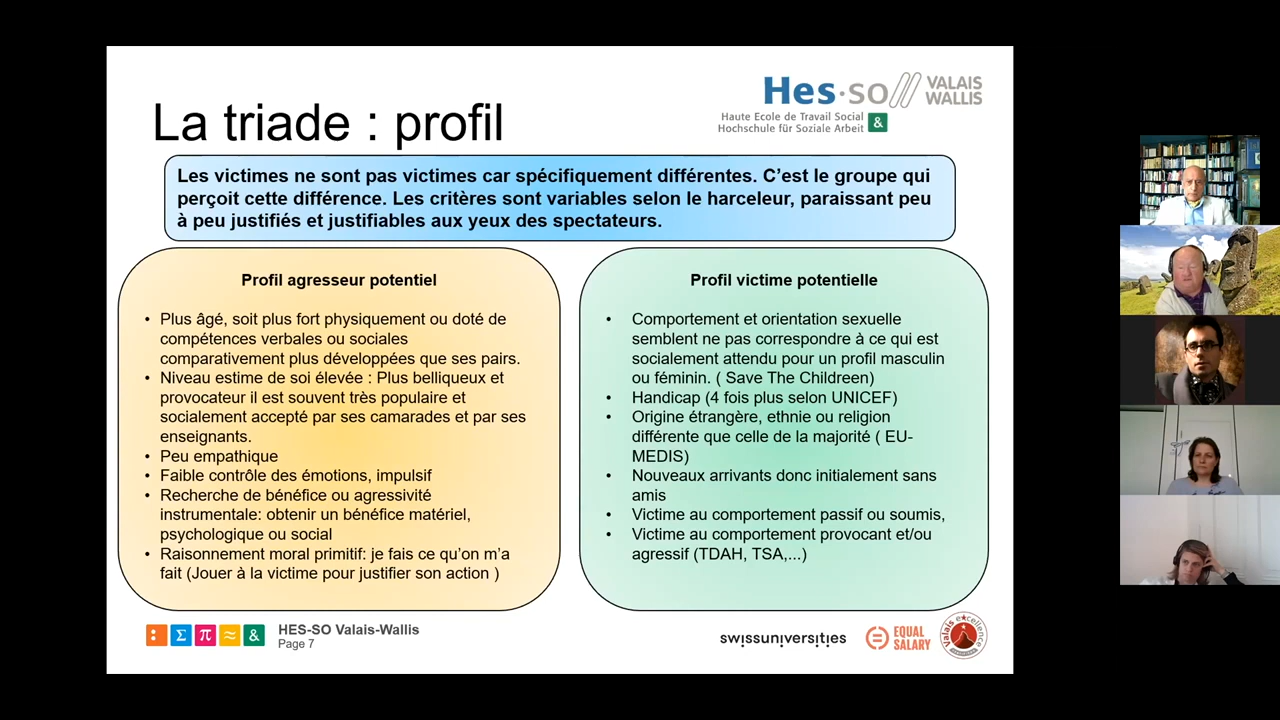 Hes·so VALAIS
WALLIS
Haute Ecole de Travail Social
Hochschule für Soziale Arbeit &
La triade : profil
Les victimes ne sont pas victimes car spécifiquement différentes. C'est le groupe qui
perçoit cette différence. Les critères sont variables selon le harceleur, paraissant peu
à peu justifiés et justifiables aux yeux des spectateurs.
Profil agresseur potentiel
• Plus âgé, soit plus fort physiquement ou doté de
compétences verbales ou sociales
comparativement plus développées que ses pairs.
• Niveau estime de soi élevée : Plus belliqueux et
provocateur il est souvent très populaire et
socialement accepté par ses camarades et par ses
enseignants.
• Peu empathique
• Faible contrôle des émotions, impulsif
• Recherche de bénéfice ou agressivité
instrumentale: obtenir un bénéfice matériel,
psychologique ou social
• Raisonnement moral primitif: je fais ce qu'on m'a
fait (Jouer à la victime pour justifier son action )
Profil victime potentielle
• Comportement et orientation sexuelle
semblent ne pas correspondre à ce qui est
socialement attendu pour un profil masculin
ou féminin. ( Save The Childreen)
• Handicap (4 fois plus selon UNICEF)
• Origine étrangère, ethnie ou religion
différente que celle de la majorité ( EU-
MEDIS)
• Nouveaux arrivants donc initialement sans
amis
• Victime au comportement passif ou soumis,
• Victime au comportement provocant et/ou
agressif (TDAH, TSA,...)
Σ π ≈ &
HES-SO Valais-Wallis
Page 7
swissuniversities
EQUAL
SALARY
valais excellence